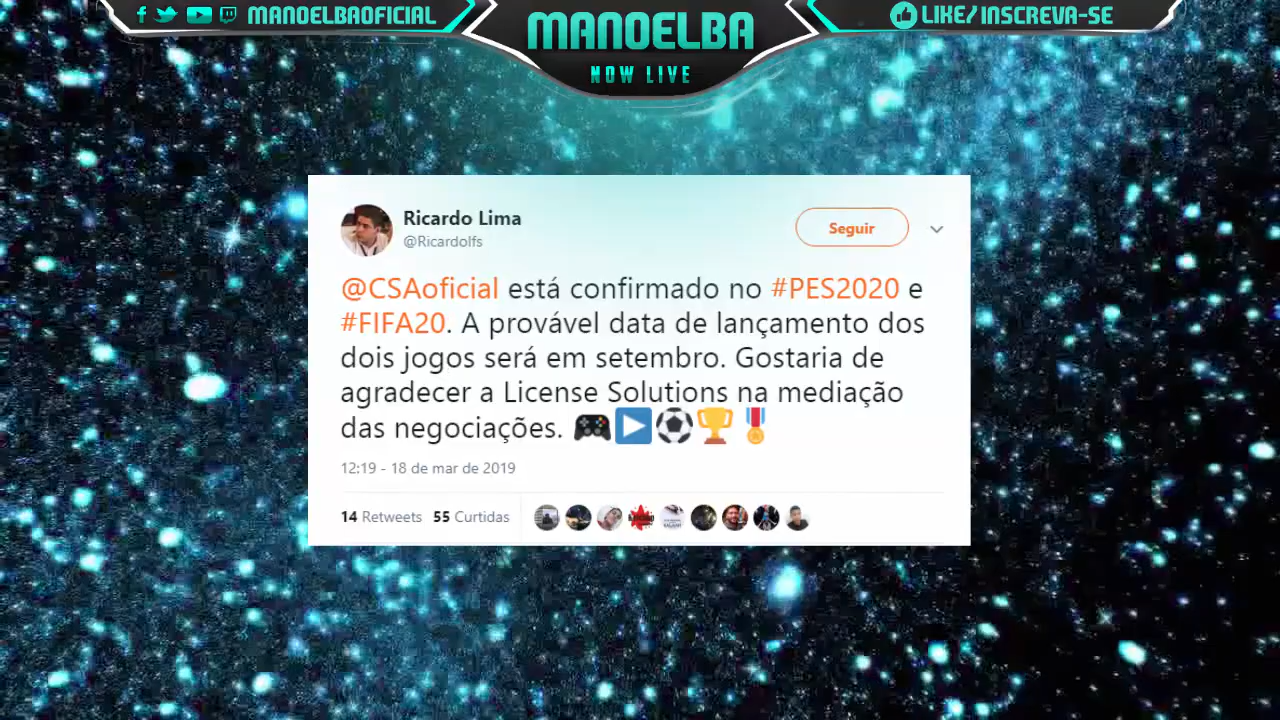 MANOELBAOFICIAL
MANOELBA
NOW LIVE
LIKE/INSCREVA-SE
Ricardo Lima
@Ricardolfs
Seguir
@CSAoficial está confirmado no #PES2020 e
#FIFA20. A provável data de lançamento dos
dois jogos será em setembro. Gostaria de
agradecer a License Solutions na mediação
das negociações. 🎮▶️⚽🏆🎖️
12:19 - 18 de mar de 2019
14 Retweets 55 Curtidas